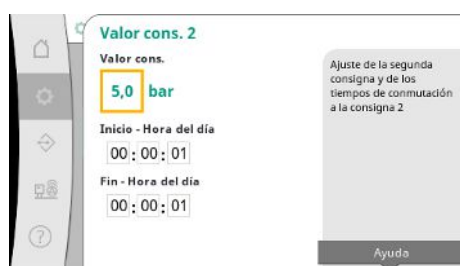 Valor cons. 2
Valor cons.
5,0 bar
Inicio - Hora del día
00 : 00 : 01
Fin - Hora del día
00 : 00 : 01
Ajuste de la segunda
consigna y de los
tiempos de conmutación
a la consigna 2
?
Ayuda